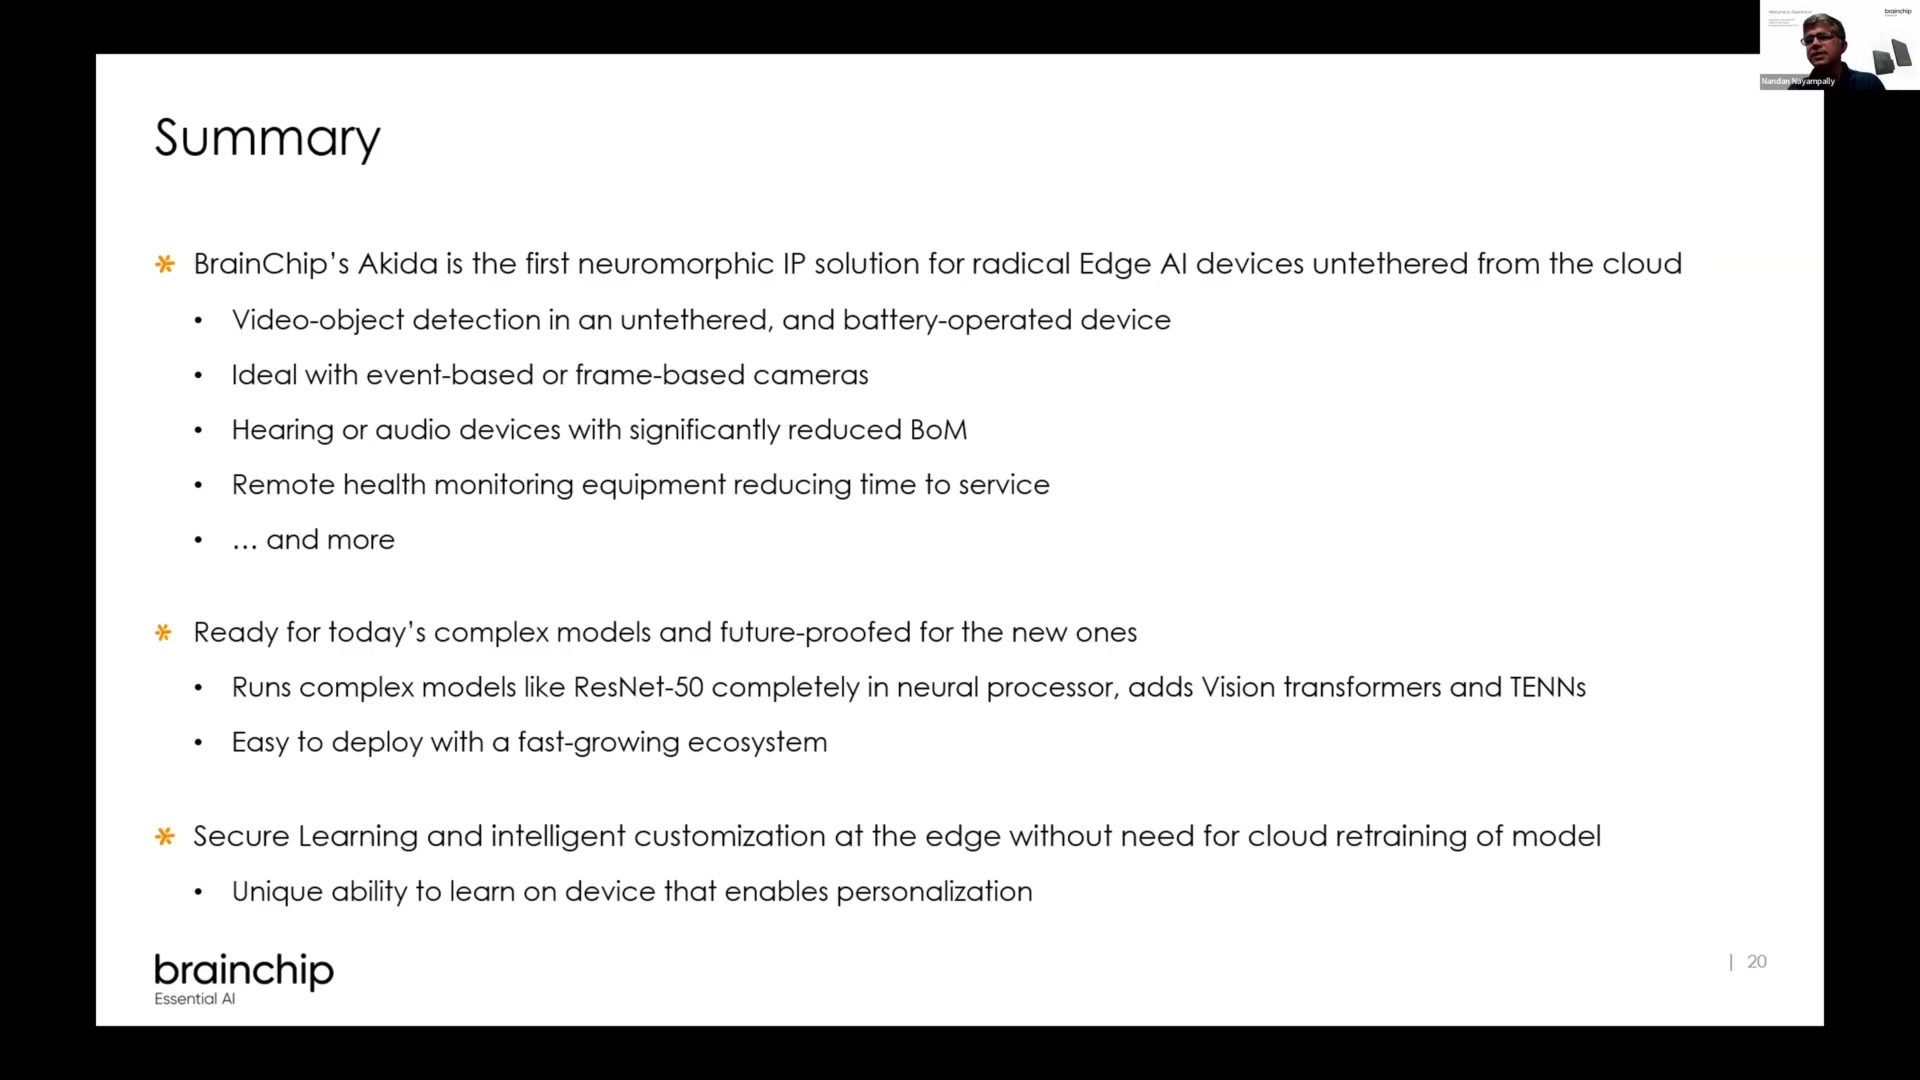 brainchip
Nandan Nayampally
Summary
BrainChip’s Akida is the first neuromorphic IP solution for radical Edge AI devices untethered from the cloud
• Video-object detection in an untethered, and battery-operated device
• Ideal with event-based or frame-based cameras
• Hearing or audio devices with significantly reduced BoM
• Remote health monitoring equipment reducing time to service
• … and more
Ready for today’s complex models and future-proofed for the new ones
• Runs complex models like ResNet-50 completely in neural processor, adds Vision transformers and TENNs
• Easy to deploy with a fast-growing ecosystem
Secure Learning and intelligent customization at the edge without need for cloud retraining of model
• Unique ability to learn on device that enables personalization
brainchip
Essential AI
| 20